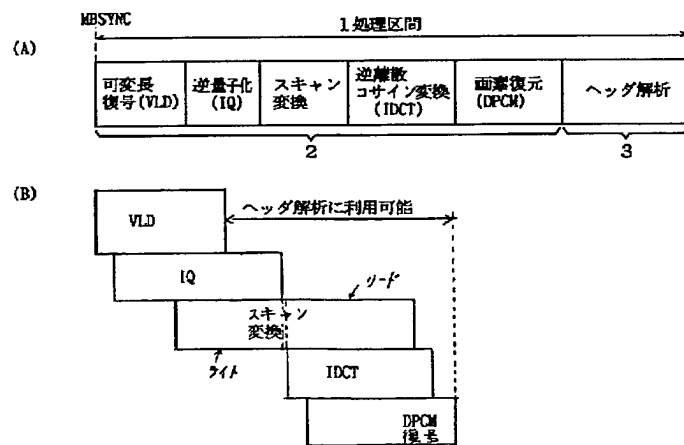 MBSYNC
1処理区間
(A)
可変長
復号(VLD)
逆量子化
(IQ)
スキャン
変換
逆離散
コサイン変換
(IDCT)
画素復元
(DPCM)
ヘッダ解析
2
3
(B)
VLD
ヘッダ解析に利用可能
IQ
リード
スキャン
変換
ライト
IDCT
DPCM
復号